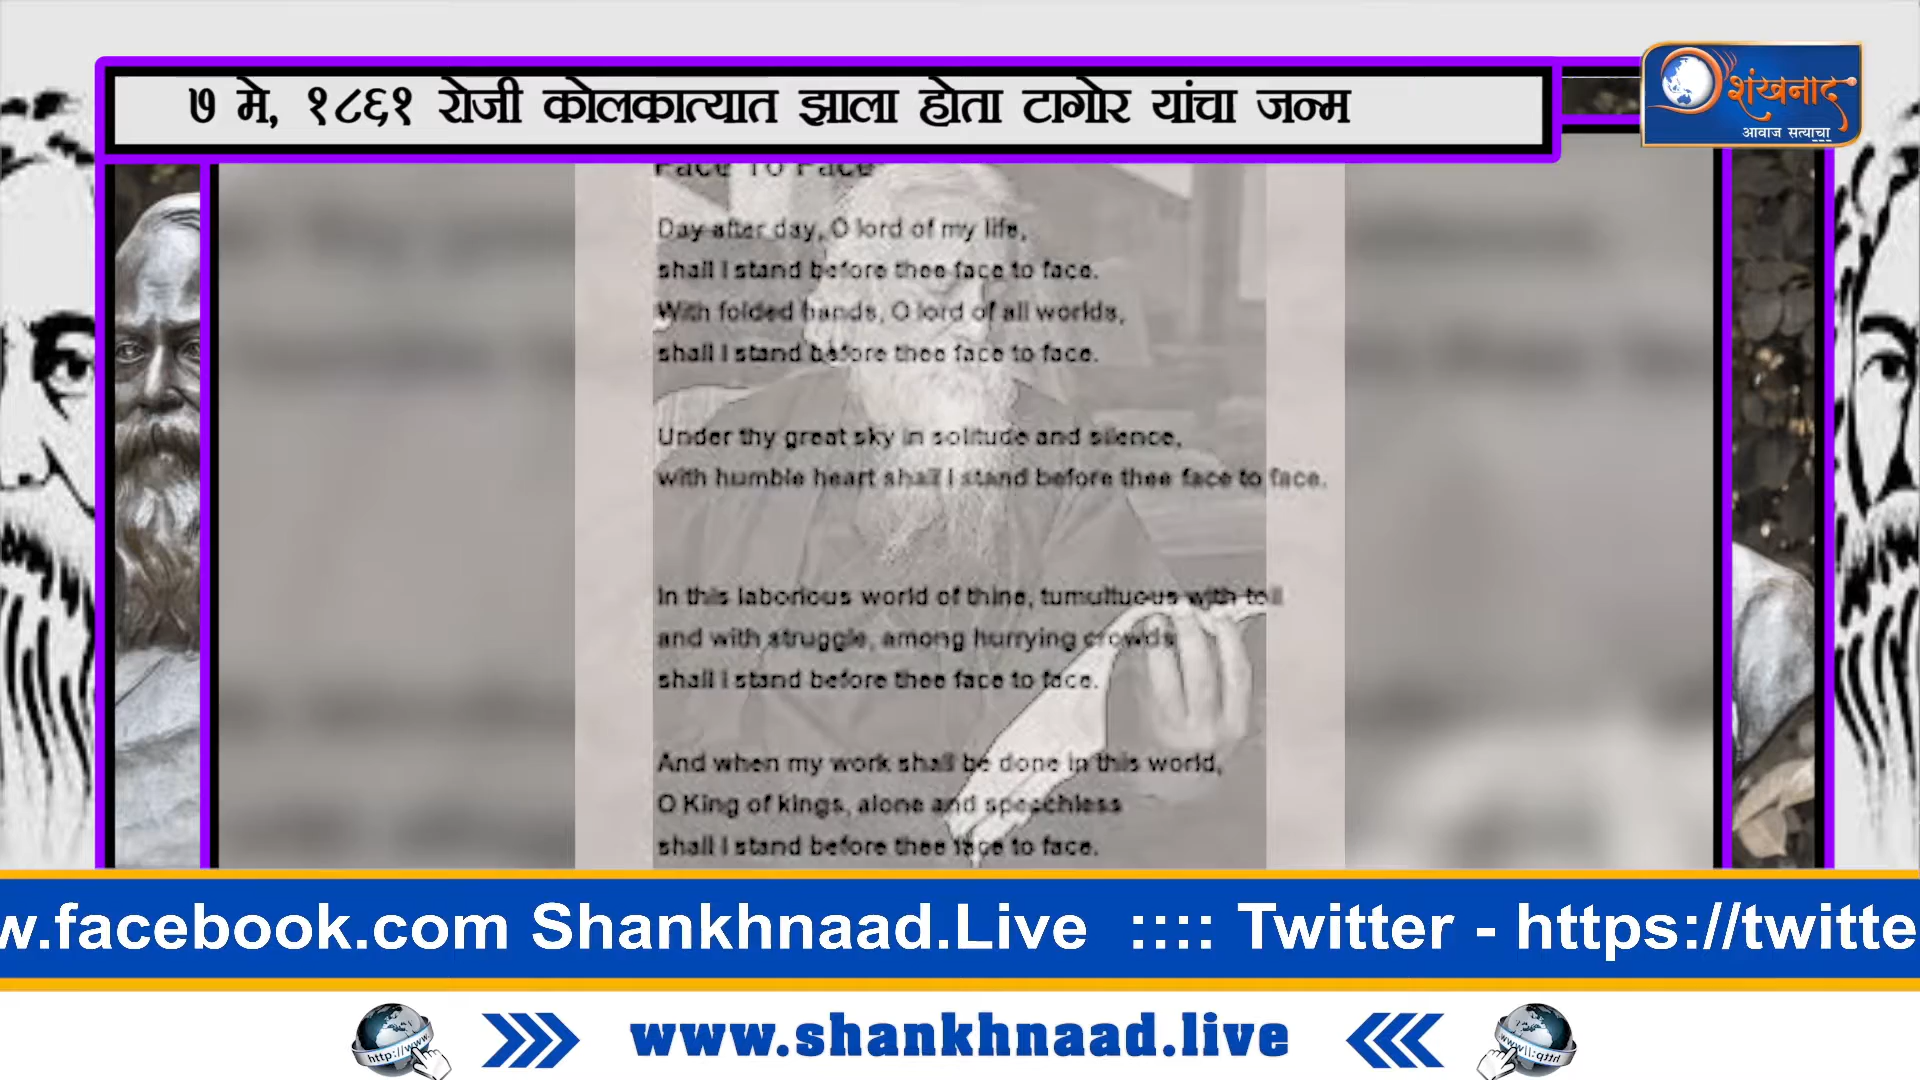 ७ मे, १८६१ रोजी कोलकात्यात झाला होता टागोर यांचा जन्म
शंखनाद
आवाज सत्याचा
Face To Face
Day after day, O lord of my life,
shall I stand before thee face to face.
With folded hands, O lord of all worlds,
shall I stand before thee face to face.
Under thy great sky in solitude and silence,
with humble heart shall I stand before thee face to face.
In this laborious world of thine, tumultuous with toil
and with struggle, among hurrying crowds
shall I stand before thee face to face.
And when my work shall be done in this world,
O King of kings, alone and speechless
shall I stand before thee face to face.
w.facebook.com Shankhnaad.Live :::: Twitter - https://twitte
http://www.
www.shankhnaad.live